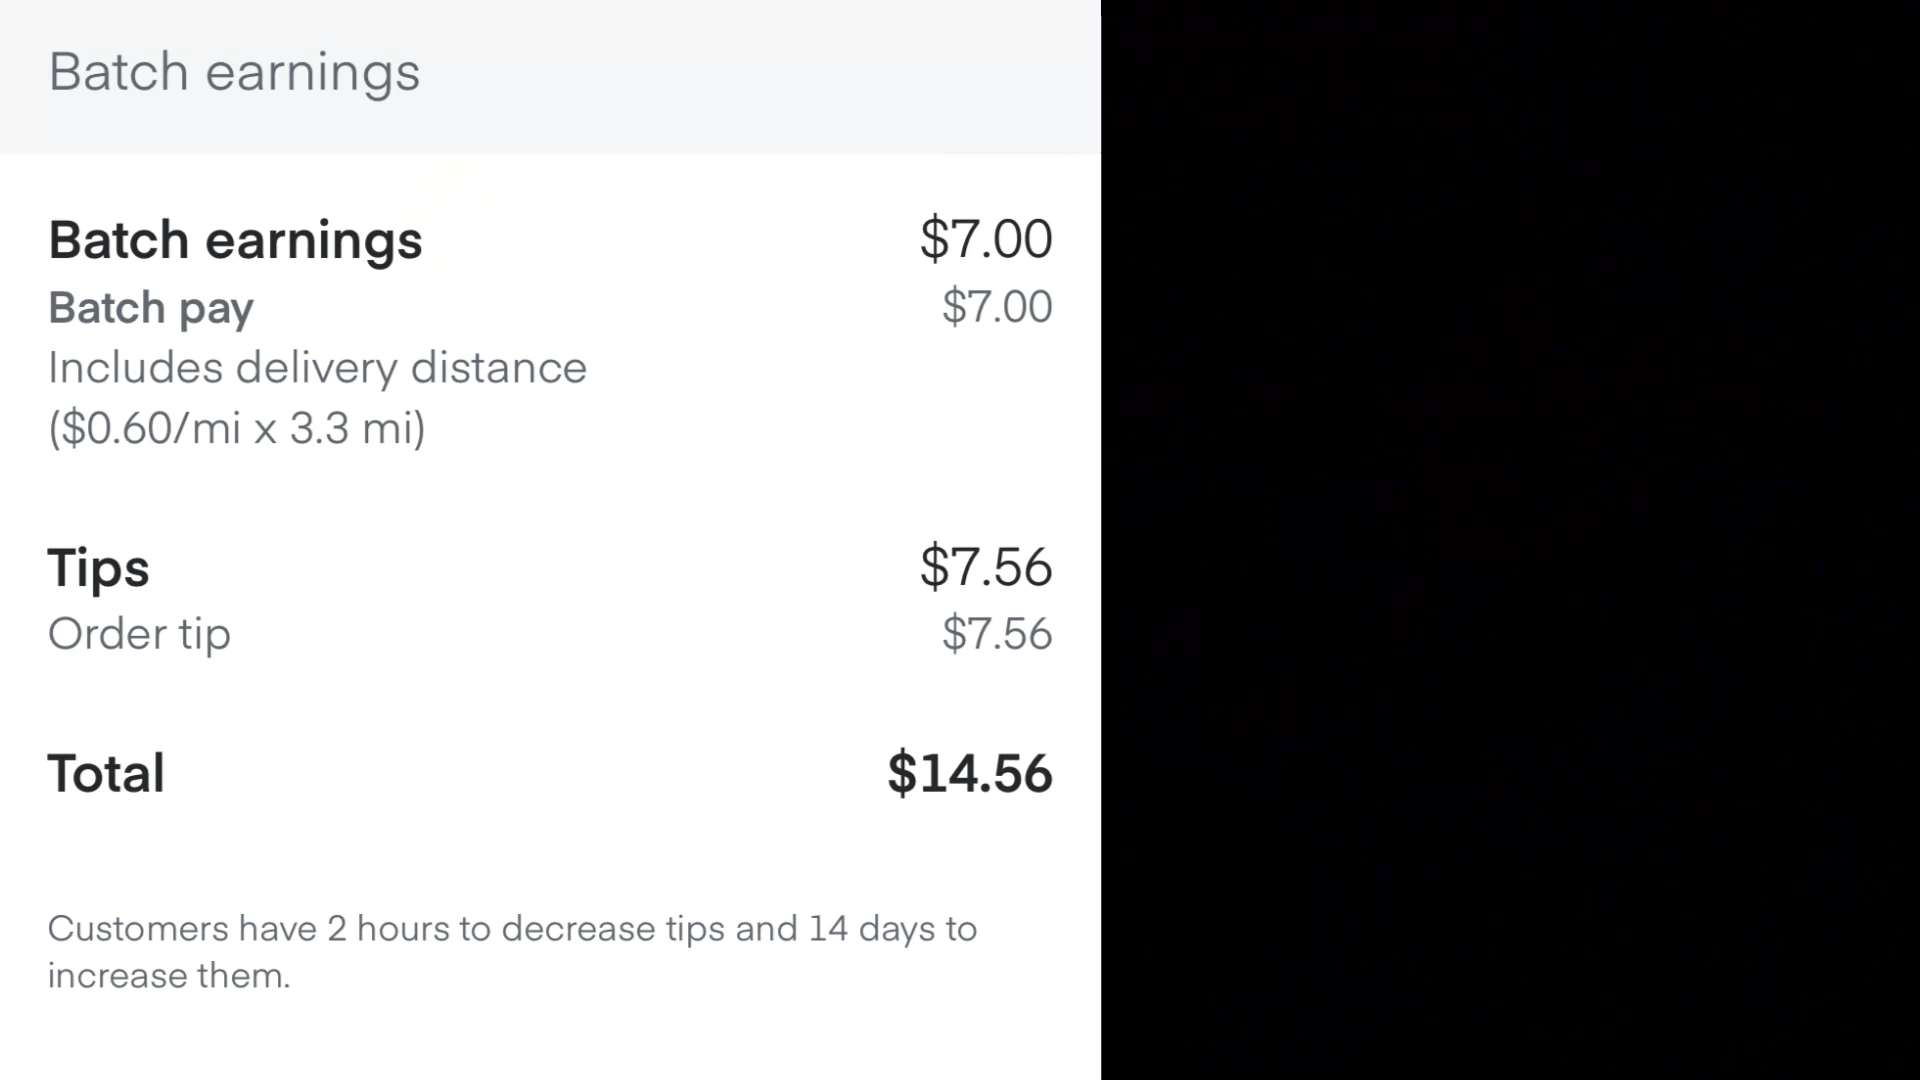 Batch earnings
Batch earnings $7.00
Batch pay $7.00
Includes delivery distance
($0.60/mi x 3.3 mi)
Tips $7.56
Order tip $7.56
Total $14.56
Customers have 2 hours to decrease tips and 14 days to
increase them.